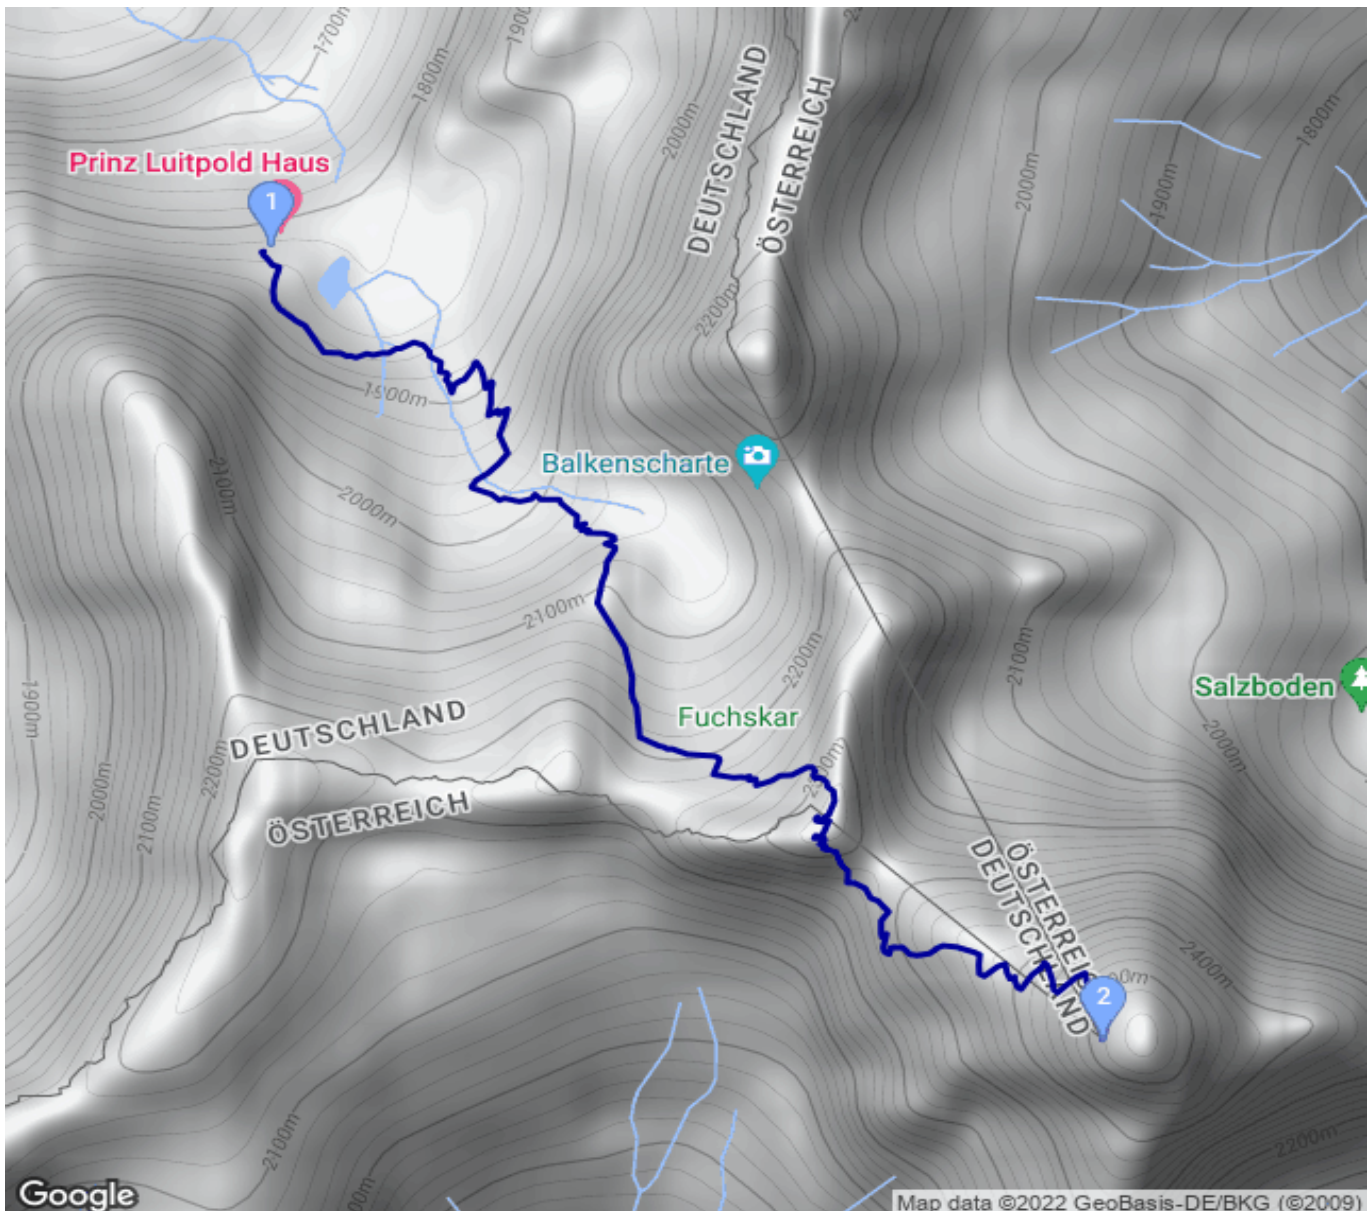 1700m
1800m
1900
2000m
DEUTSCHLAND
ÖSTERREICH
1800m
Prinz Luitpold Haus
1
2000m
1900m
2200m
1900m
2100m
Balkenscharte
2000m
2100m
2200m
2100m
1900m
Salzboden
Fuchskar
DEUTSCHLAND
2200m
2000m
ÖSTERREICH
2100m
2000m
ÖSTERREIC
DEUTSCHLAND
2400m
2
2100m
2200m
Google
Map data ©2022 GeoBasis-DE/BKG (©2009)